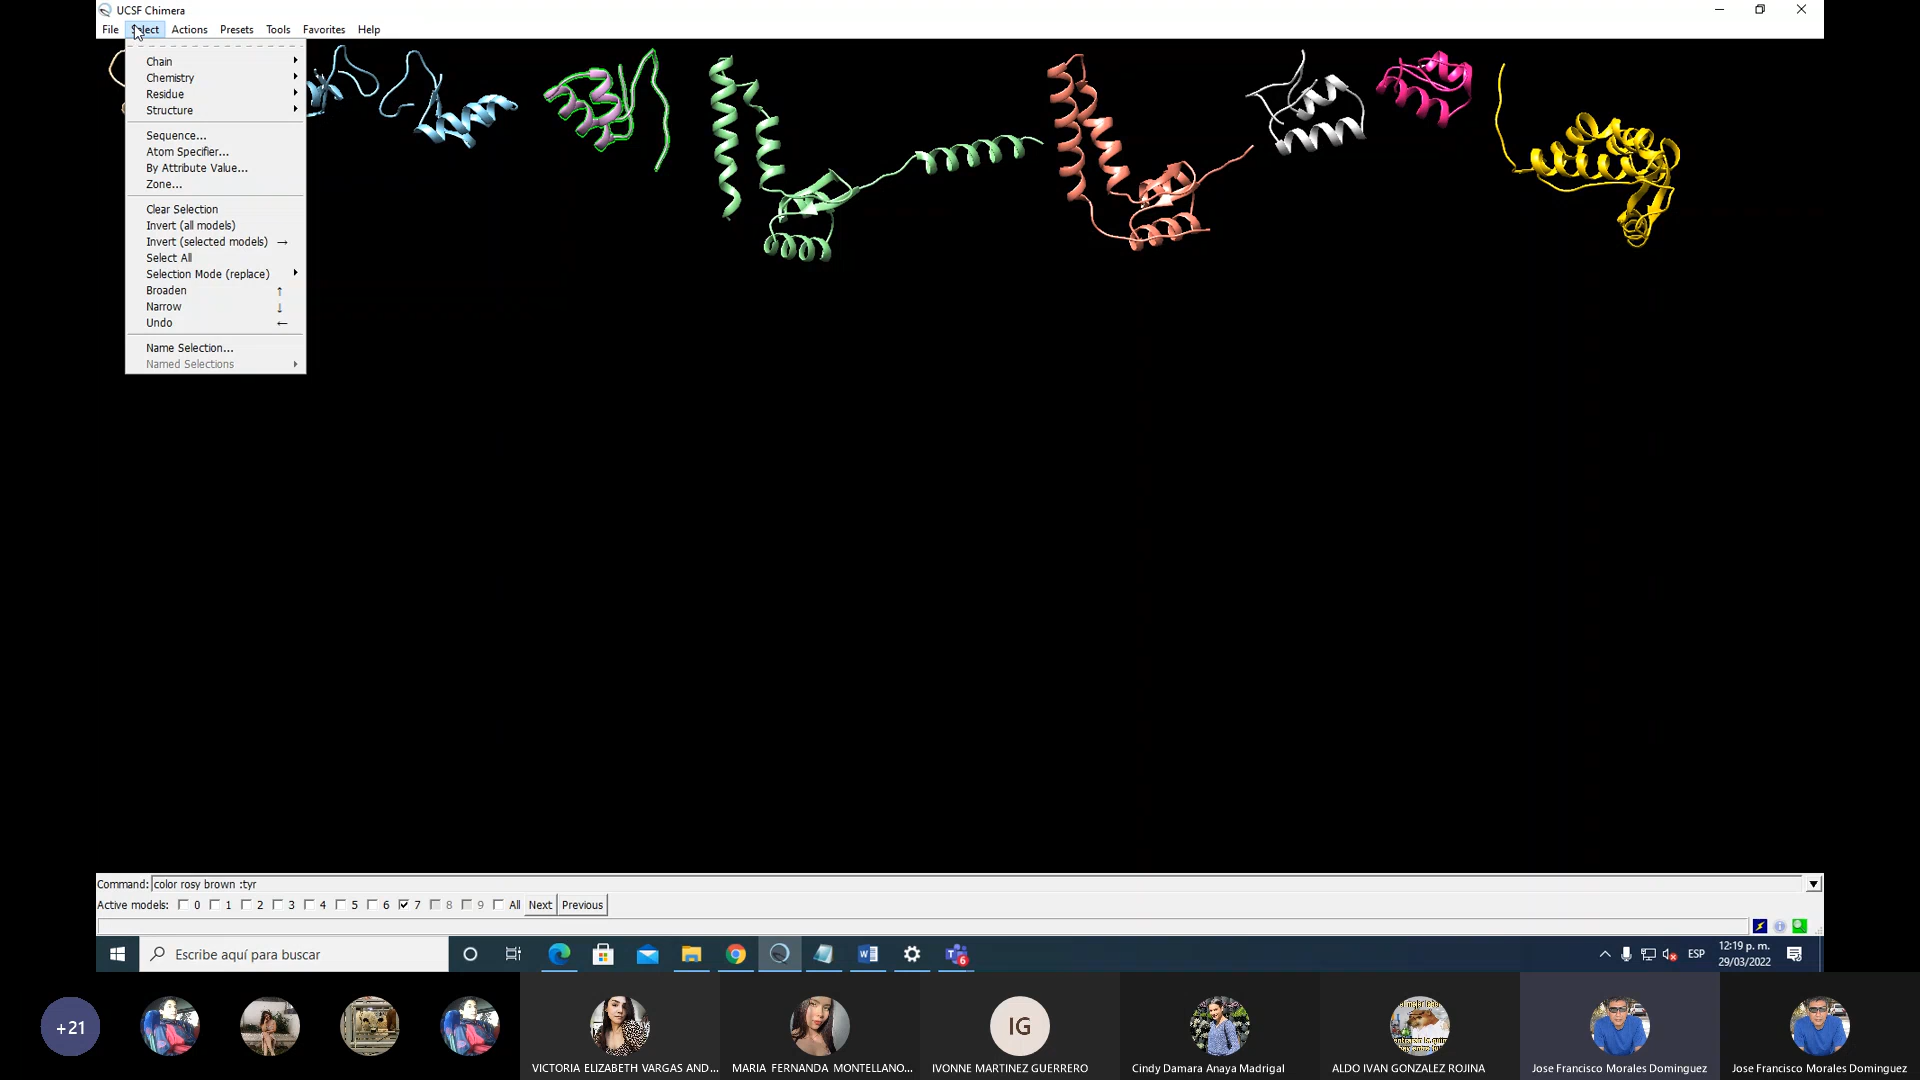 UCSF Chimera
File Select Actions Presets Tools Favorites Help
Chain
Chemistry
Residue
Structure
Sequence...
Atom Specifier...
By Attribute Value...
Zone...
Clear Selection
Invert (all models)
Invert (selected models) →
Select All
Selection Mode (replace)
Broaden ↑
Narrow ↓
Undo ←
Name Selection...
Named Selections
Command: color rosy brown :tyr
Active models: 0 1 2 3 4 5 6 7 8 9 All Next Previous
Escribe aquí para buscar
6
ESP
12:19 p. m.
29/03/2022
+21
IG
VICTORIA ELIZABETH VARGAS AND...
MARIA FERNANDA MONTELLANO...
IVONNE MARTINEZ GUERRERO
Cindy Damara Anaya Madrigal
ALDO IVAN GONZALEZ ROJINA
Jose Francisco Morales Dominguez
Jose Francisco Morales Dominguez